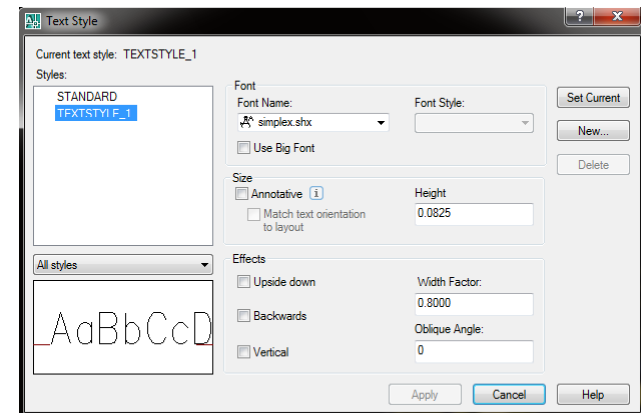 Text Style
Current text style: TEXTSTYLE_1
Styles:
STANDARD
TEXTSTYLE_1
All styles
AaBbCcD
Font
Font Name:
Font Style:
simplex.shx
Use Big Font
Size
Annotative
Match text orientation
to layout
Height
0.0825
Effects
Upside down
Backwards
Vertical
Width Factor:
0.8000
Oblique Angle:
0
Set Current
New...
Delete
Apply
Cancel
Help